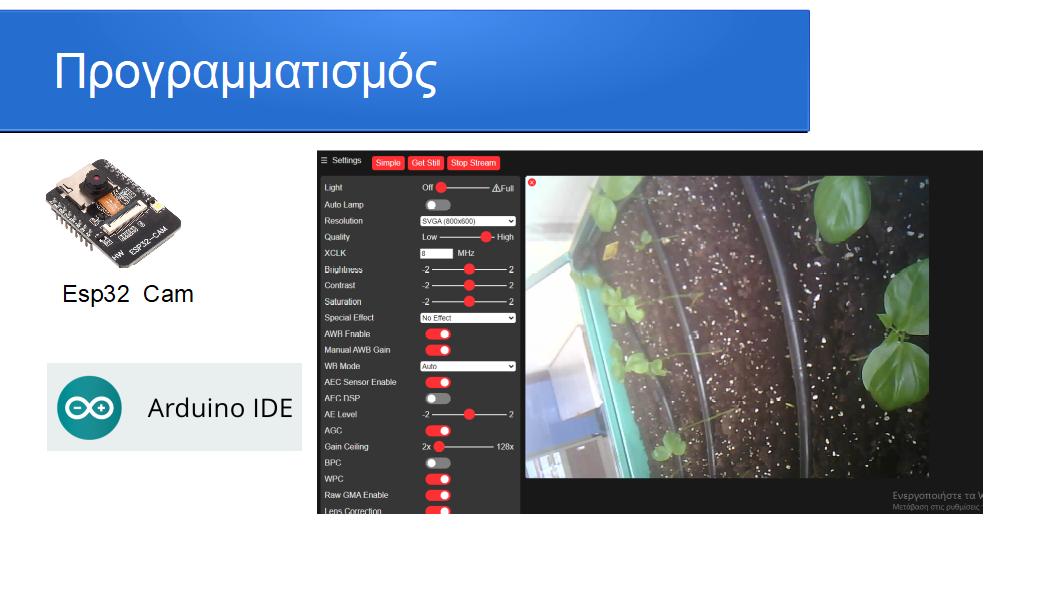 Προγραμματισμός
HW ESP32-CAM
Esp32 Cam
Arduino IDE
☰ Settings Simple Get Still Stop Stream
Light Off Full
Auto Lamp
Resolution SVGA (800x600)
Quality Low High
XCLK 8 MHz
Brightness -2 2
Contrast -2 2
Saturation -2 2
Special Effect No Effect
AWB Enable
Manual AWB Gain
WB Mode Auto
AEC Sensor Enable
AEC DSP
AE Level -2 2
AGC
Gain Ceiling 2x 128x
BPC
WPC
Raw GMA Enable
Lens Correction
Ενεργοποιήστε τα W
Μετάβαση στις ρυθμίσεις